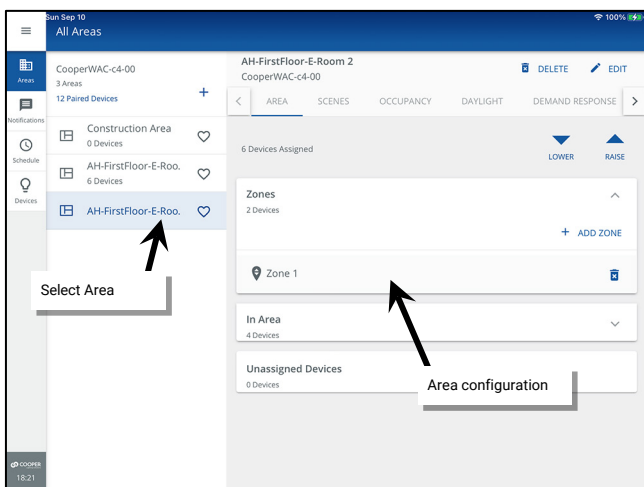 Sun Sep 10
100%
All Areas
Areas
Notifications
Schedule
Devices
COOPER
18:21
CooperWAC-c4-00
3 Areas
12 Paired Devices
+
Construction Area
0 Devices
AH-FirstFloor-E-Roo.
6 Devices
AH-FirstFloor-E-Roo.
Select Area
AH-FirstFloor-E-Room 2
CooperWAC-c4-00
DELETE
EDIT
< AREA SCENES OCCUPANCY DAYLIGHT DEMAND RESPONSE >
6 Devices Assigned
LOWER
RAISE
Zones
2 Devices
+ ADD ZONE
Zone 1
In Area
4 Devices
Unassigned Devices
0 Devices
Area configuration